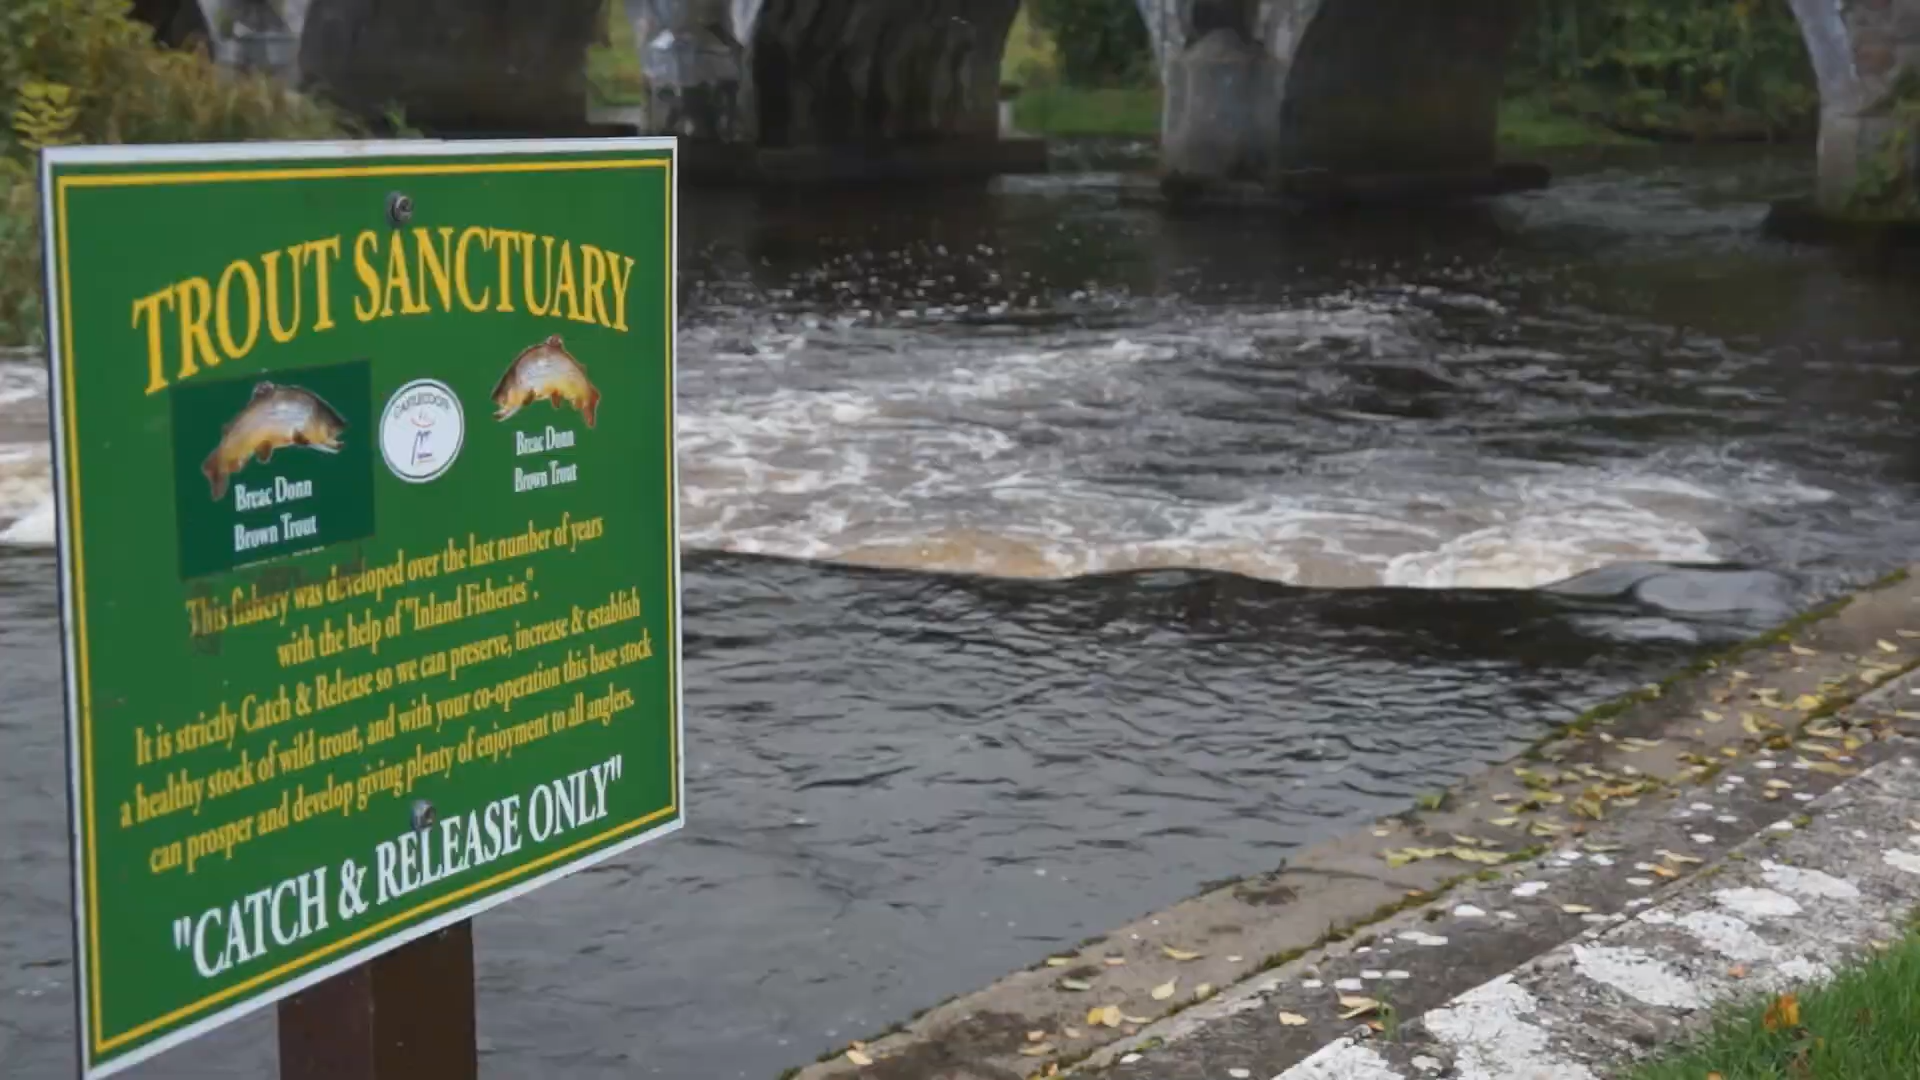 TROUT SANCTUARY
Breac Donn
Brown Trout
Breac Donn
Brown Trout
This fishery was developed over the last number of years
with the help of "Inland Fisheries".
It is strictly Catch & Release so we can preserve, increase & establish
a healthy stock of wild trout, and with your co-operation this base stock
can prosper and develop giving plenty of enjoyment to all anglers.
"CATCH & RELEASE ONLY"